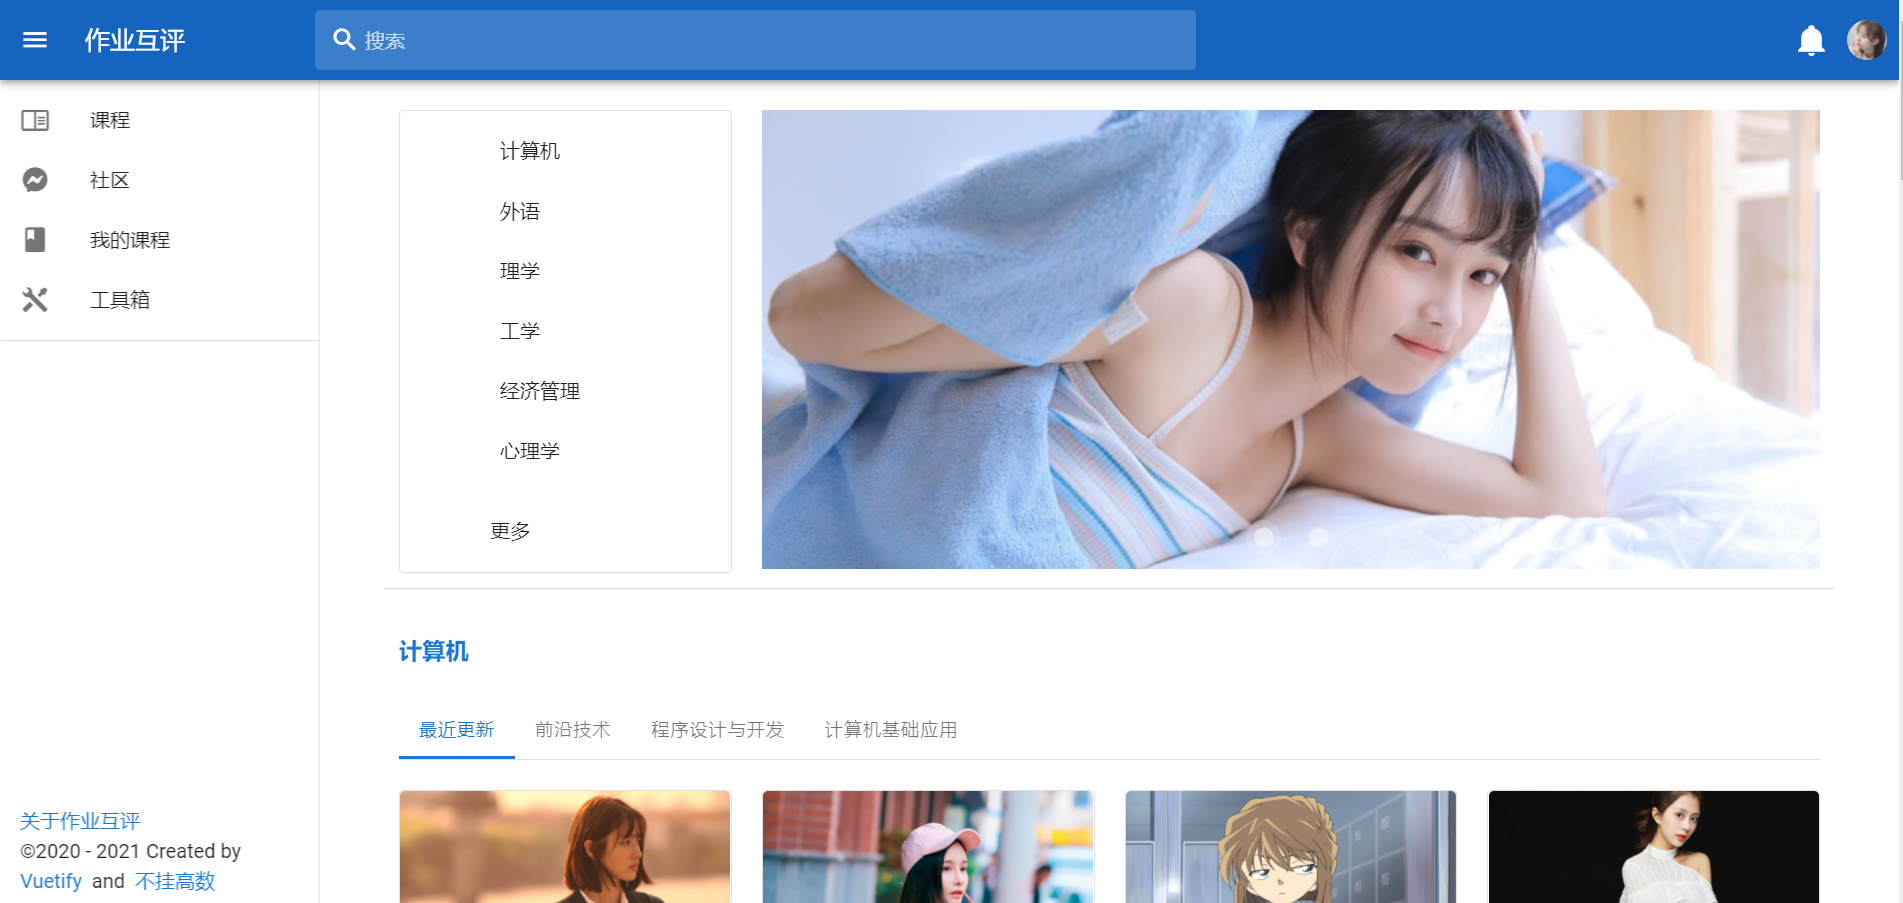 作业互评
搜索
课程
社区
我的课程
工具箱
计算机
外语
理学
工学
经济管理
心理学
更多
计算机
最近更新 前沿技术 程序设计与开发 计算机基础应用
关于作业互评
©2020 - 2021 Created by
Vuetify and 不挂高数